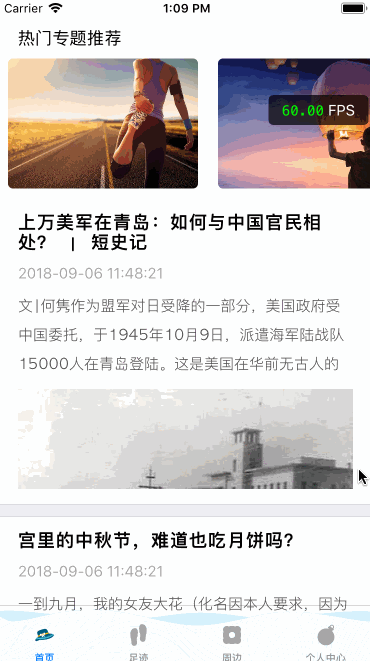 Carrier 1:09 PM
热门专题推荐
60.00 FPS
上万美军在青岛：如何与中国官民相
处？ | 短史记
2018-09-06 11:48:21
文|何隽作为盟军对日受降的一部分，美国政府受
中国委托，于1945年10月9日，派遣海军陆战队
15000人在青岛登陆。这是美国在华前无古人的
宫里的中秋节，难道也吃月饼吗？
2018-09-06 11:48:21
一到九月，我的女友大花（化名因本人要求，因为
首页 足迹 周边 个人中心